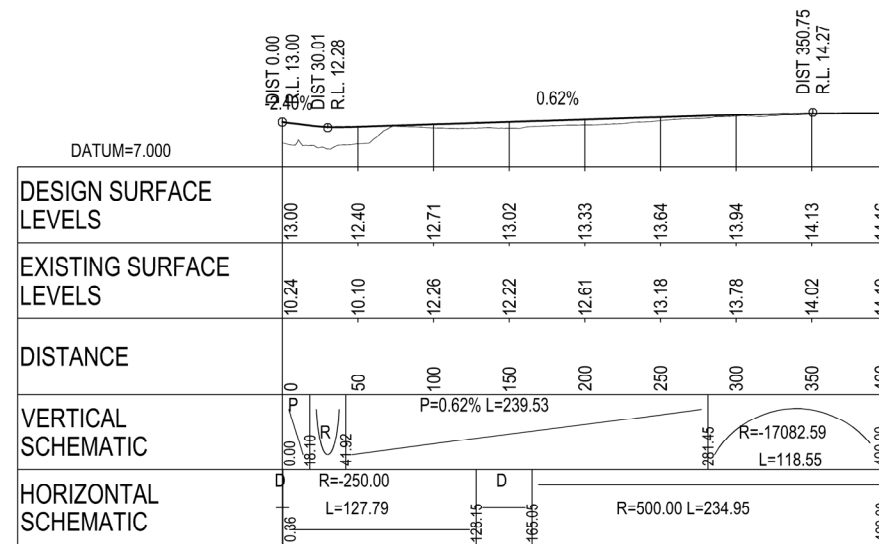 DIST 0.00
R.L. 13.00
DIST 30.01
R.L. 12.28
DIST 350.75
R.L. 14.27
-2.40%
0.62%
DATUM=7.000
DESIGN SURFACE
LEVELS
13.00 12.40 12.71 13.02 13.33 13.64 13.94 14.13
EXISTING SURFACE
LEVELS
10.24 10.10 12.26 12.22 12.61 13.18 13.78 14.02
DISTANCE
0 50 100 150 200 250 300 350
VERTICAL
SCHEMATIC
P
R
P=0.62% L=239.53
R=-17082.59
L=118.55
0.00 18.10 41.92 281.45
HORIZONTAL
SCHEMATIC
D
R=-250.00
L=127.79
D
R=500.00 L=234.95
0.36 128.15 165.05